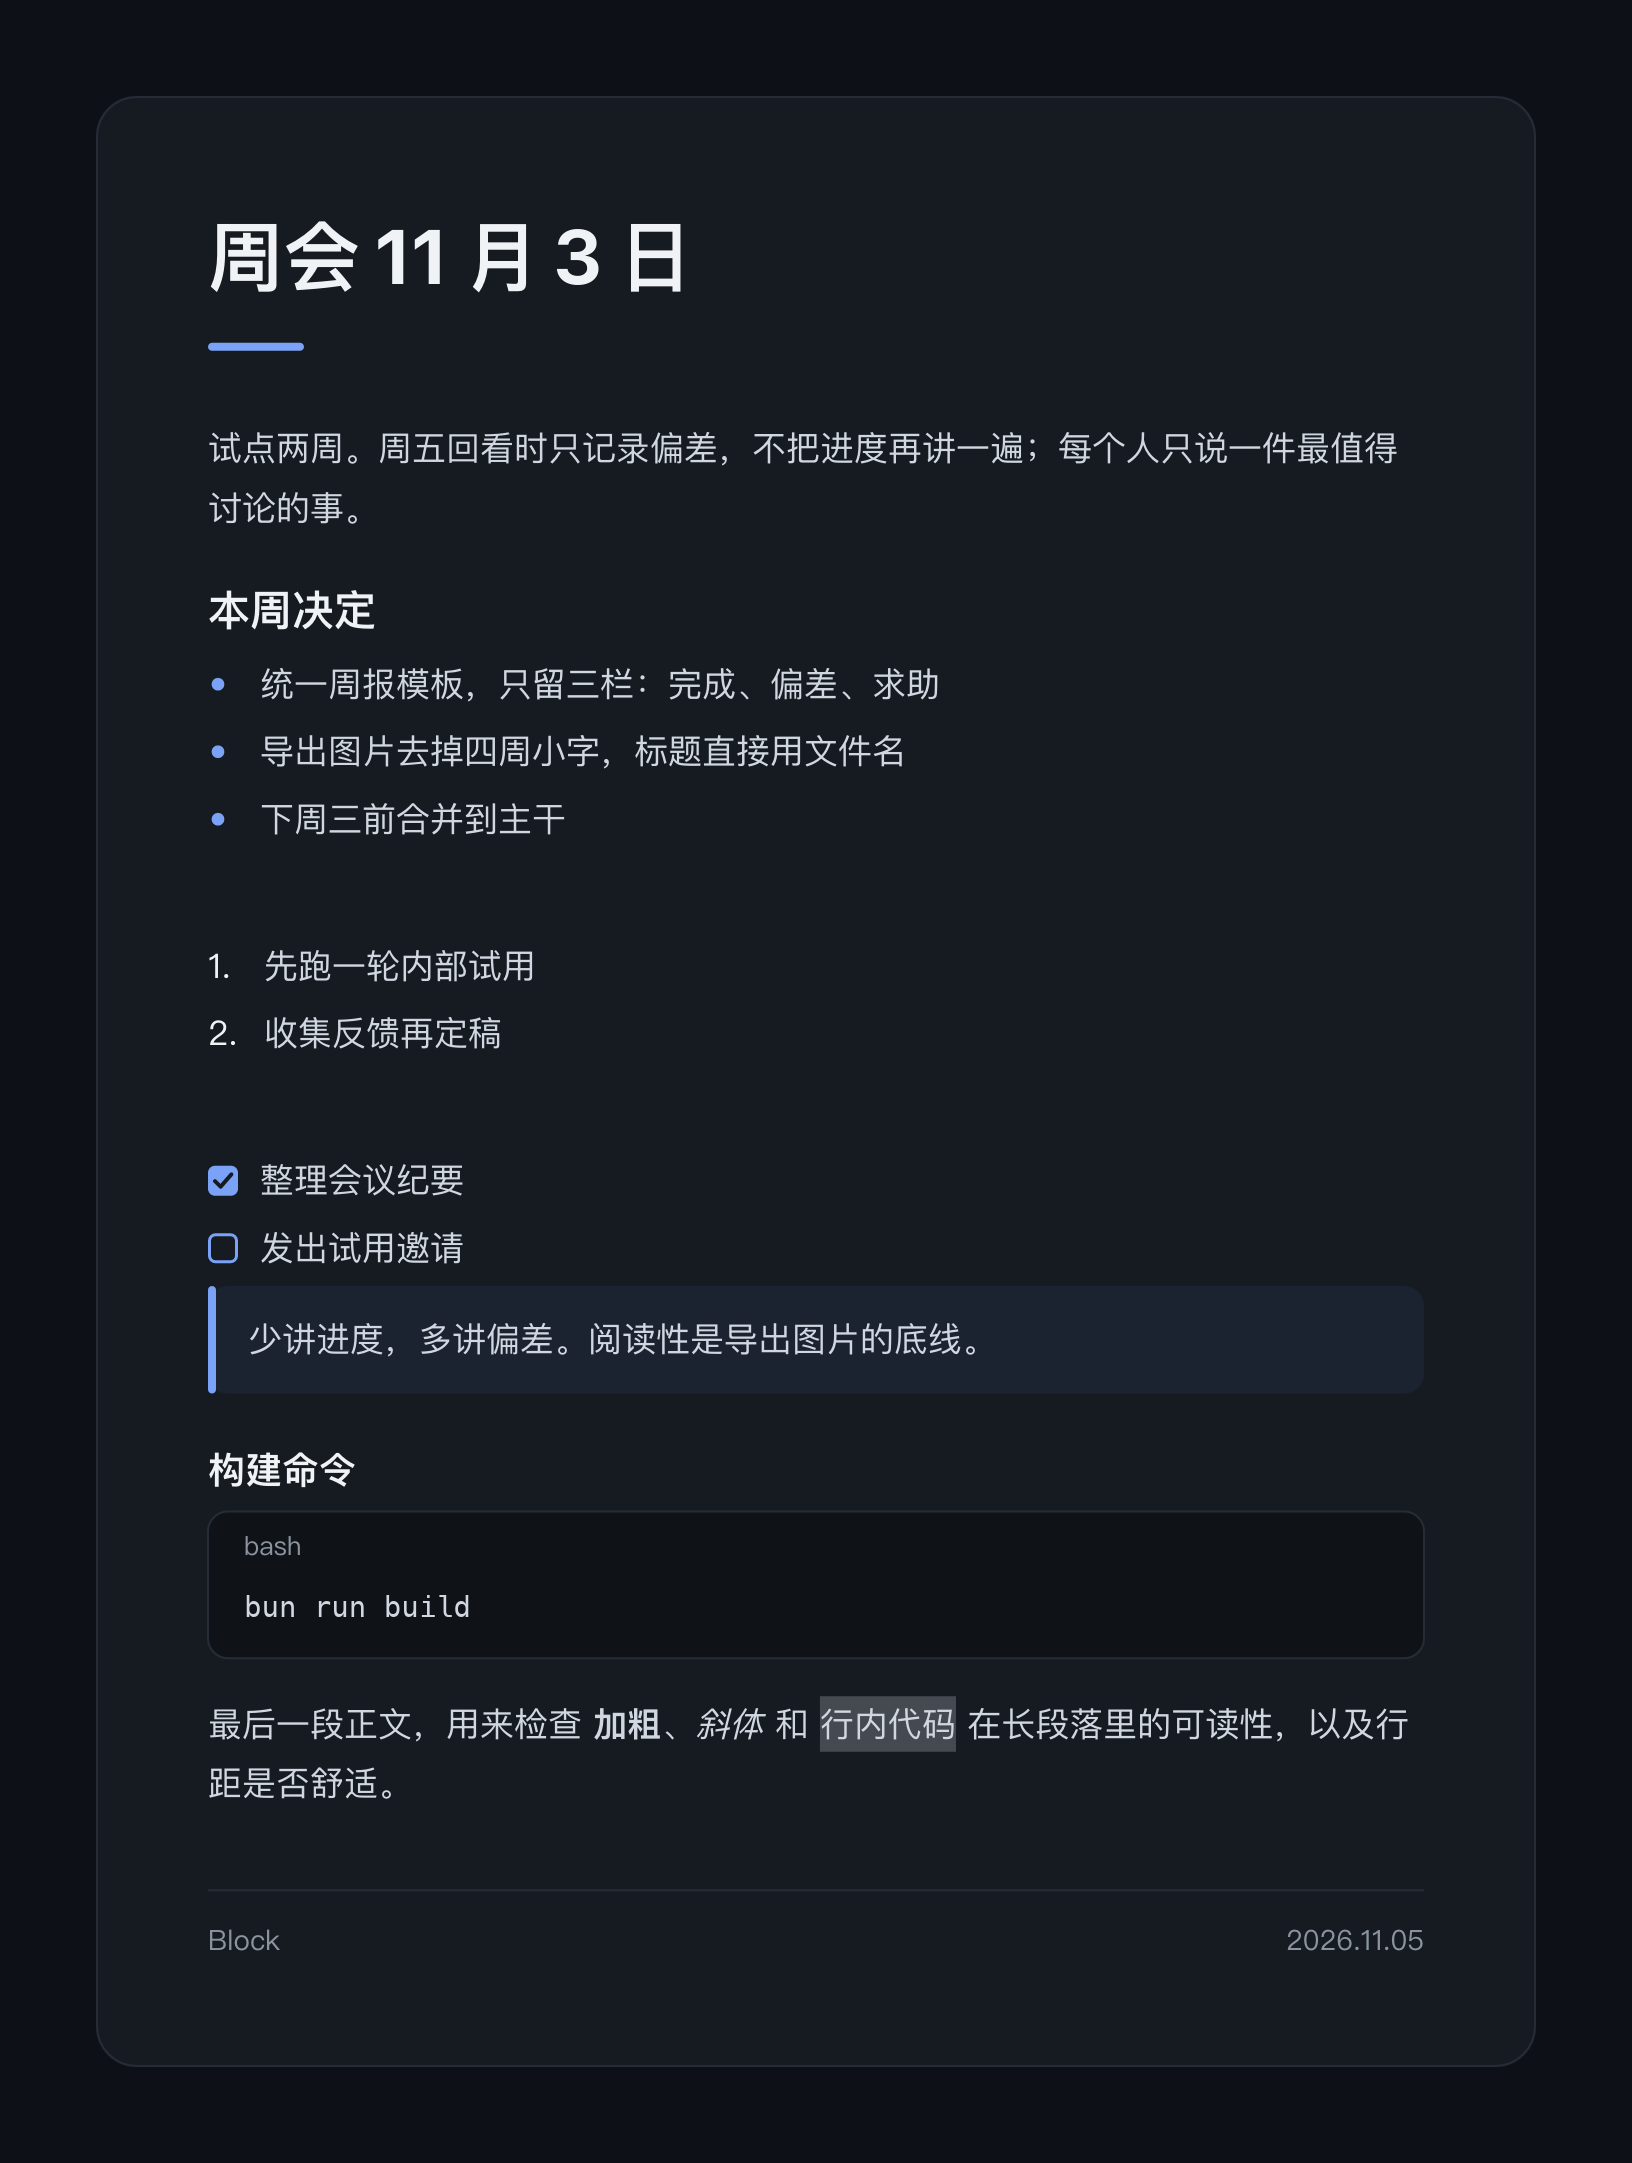 周会 11 月 3 日
试点两周。周五回看时只记录偏差，不把进度再讲一遍；每个人只说一件最值得
讨论的事。
本周决定
• 统一周报模板，只留三栏：完成、偏差、求助
• 导出图片去掉四周小字，标题直接用文件名
• 下周三前合并到主干
1. 先跑一轮内部试用
2. 收集反馈再定稿
整理会议纪要
发出试用邀请
少讲进度，多讲偏差。阅读性是导出图片的底线。
构建命令
bash
bun run build
最后一段正文，用来检查 加粗、斜体 和 行内代码 在长段落里的可读性，以及行
距是否舒适。
Block
2026.11.05